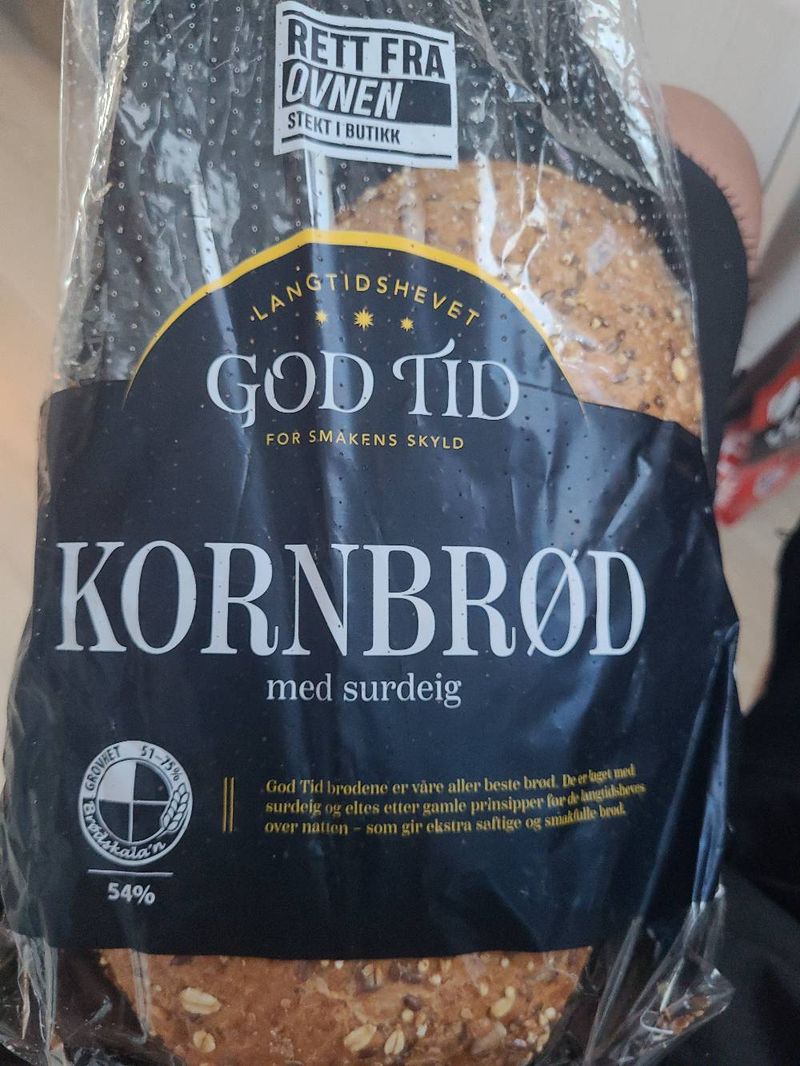 RETT FRA
OVNEN
STEKT I BUTIKK
LANGTIDSHEVET
GOD TID
FOR SMAKENS SKYLD
KORNBRØD
med surdeig
GROVHET 51-75%
Brødskala'n
54%
God Tid brødene er våre aller beste brød. De er laget med
surdeig og eltes etter gamle prinsipper før de langtidsheves
over natten – som gir ekstra saftige og smakfulle brød.